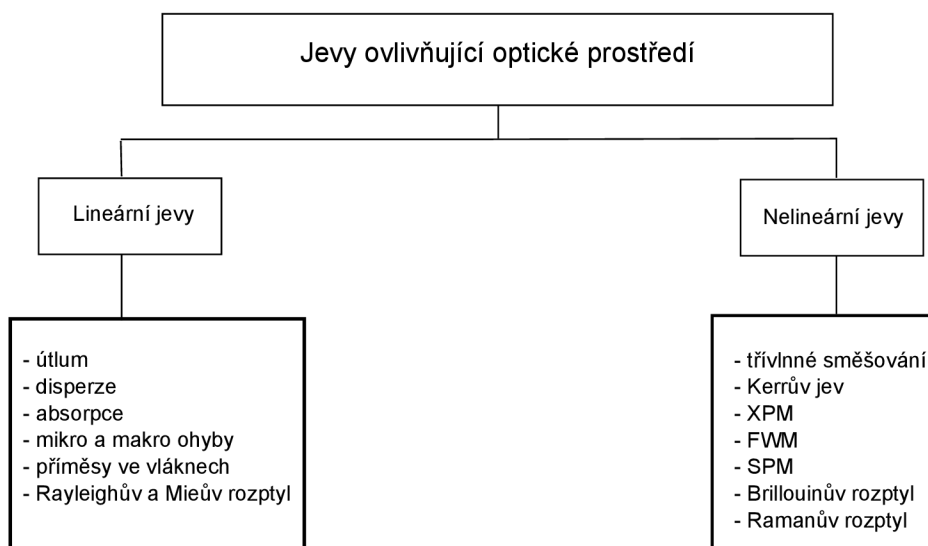 Jevy ovlivňující optické prostředí
Lineární jevy
Nelineární jevy
- útlum
- disperze
- absorpce
- mikro a makro ohyby
- příměsy ve vláknech
- Rayleighův a Mieův rozptyl
- třívlnné směšování
- Kerrův jev
- XPM
- FWM
- SPM
- Brillouinův rozptyl
- Ramanův rozptyl